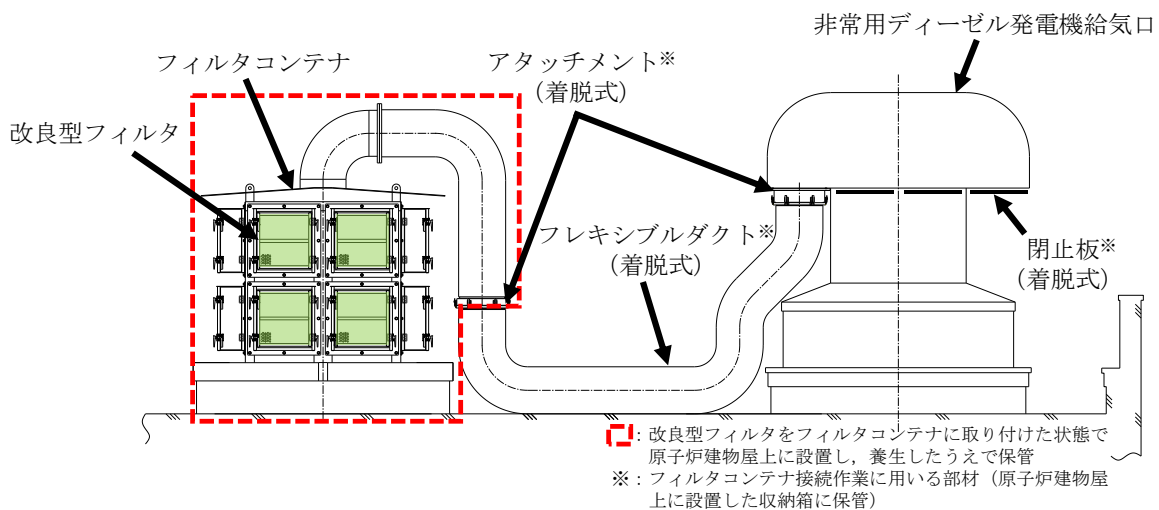 非常用ディーゼル発電機給気口
フィルタコンテナ
アタッチメント※
(着脱式)
改良型フィルタ
フレキシブルダクト※
(着脱式)
閉止板※
(着脱式)
：改良型フィルタをフィルタコンテナに取り付けた状態で
原子炉建物屋上に設置し，養生したうえで保管
※：フィルタコンテナ接続作業に用いる部材（原子炉建物屋
上に設置した収納箱に保管）